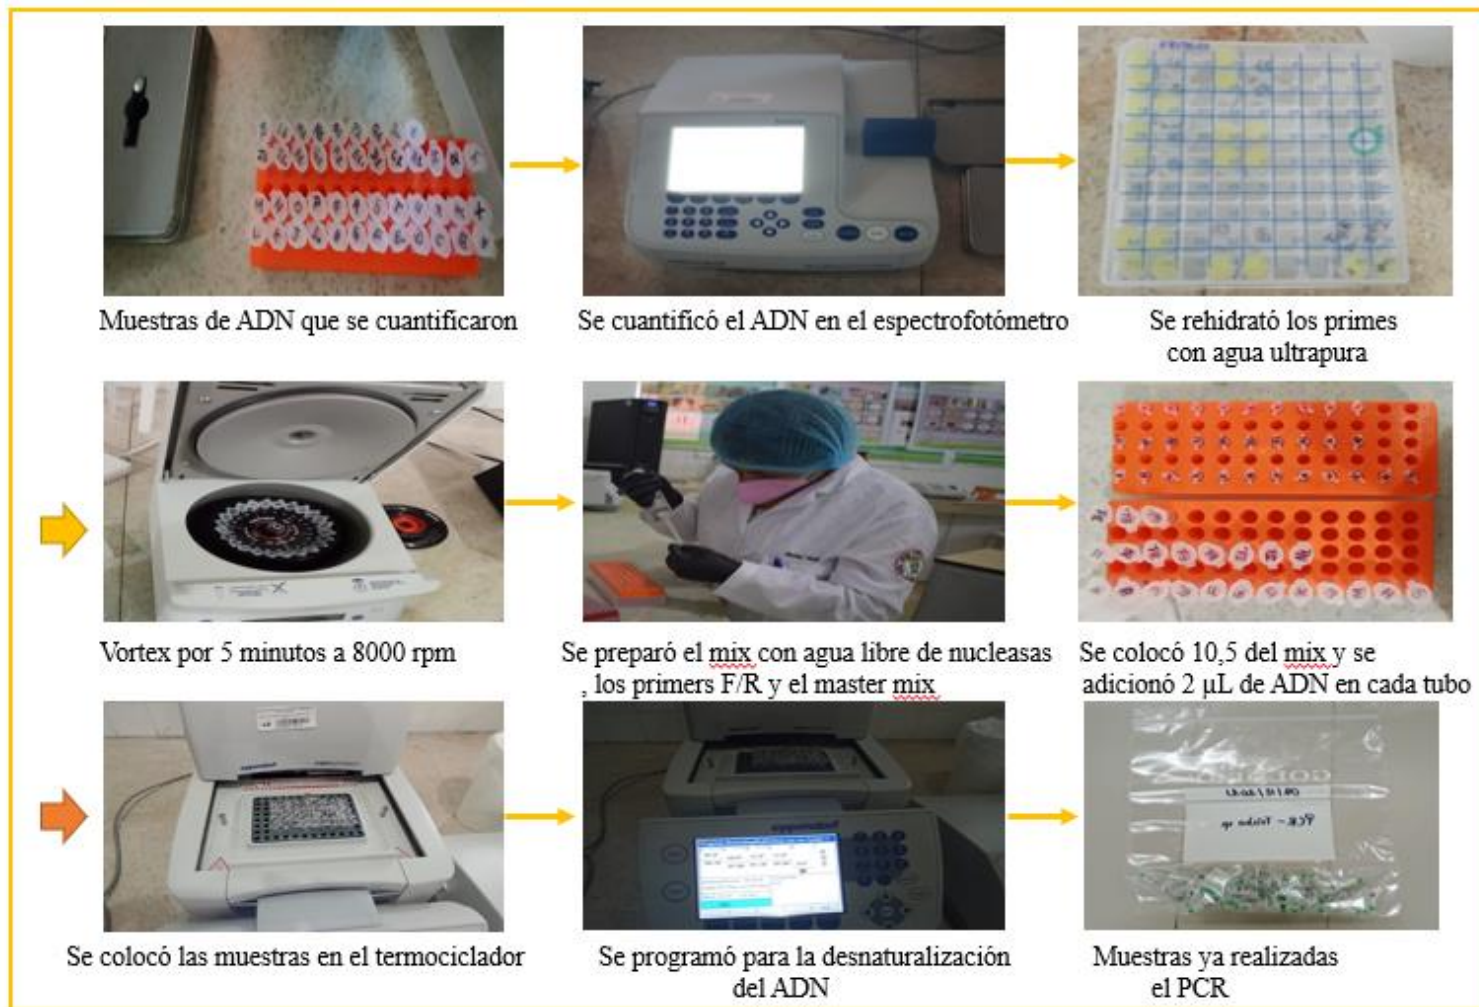 Muestras de ADN que se cuantificaron
Se cuantificó el ADN en el espectrofotómetro
Se rehidrató los primes
con agua ultrapura
Vortex por 5 minutos a 8000 rpm
Se preparó el mix con agua libre de nucleasas
, los primers F/R y el master mix
Se colocó 10,5 del mix y se
adicionó 2 µL de ADN en cada tubo
Se colocó las muestras en el termociclador
Se programó para la desnaturalización
del ADN
Muestras ya realizadas
el PCR